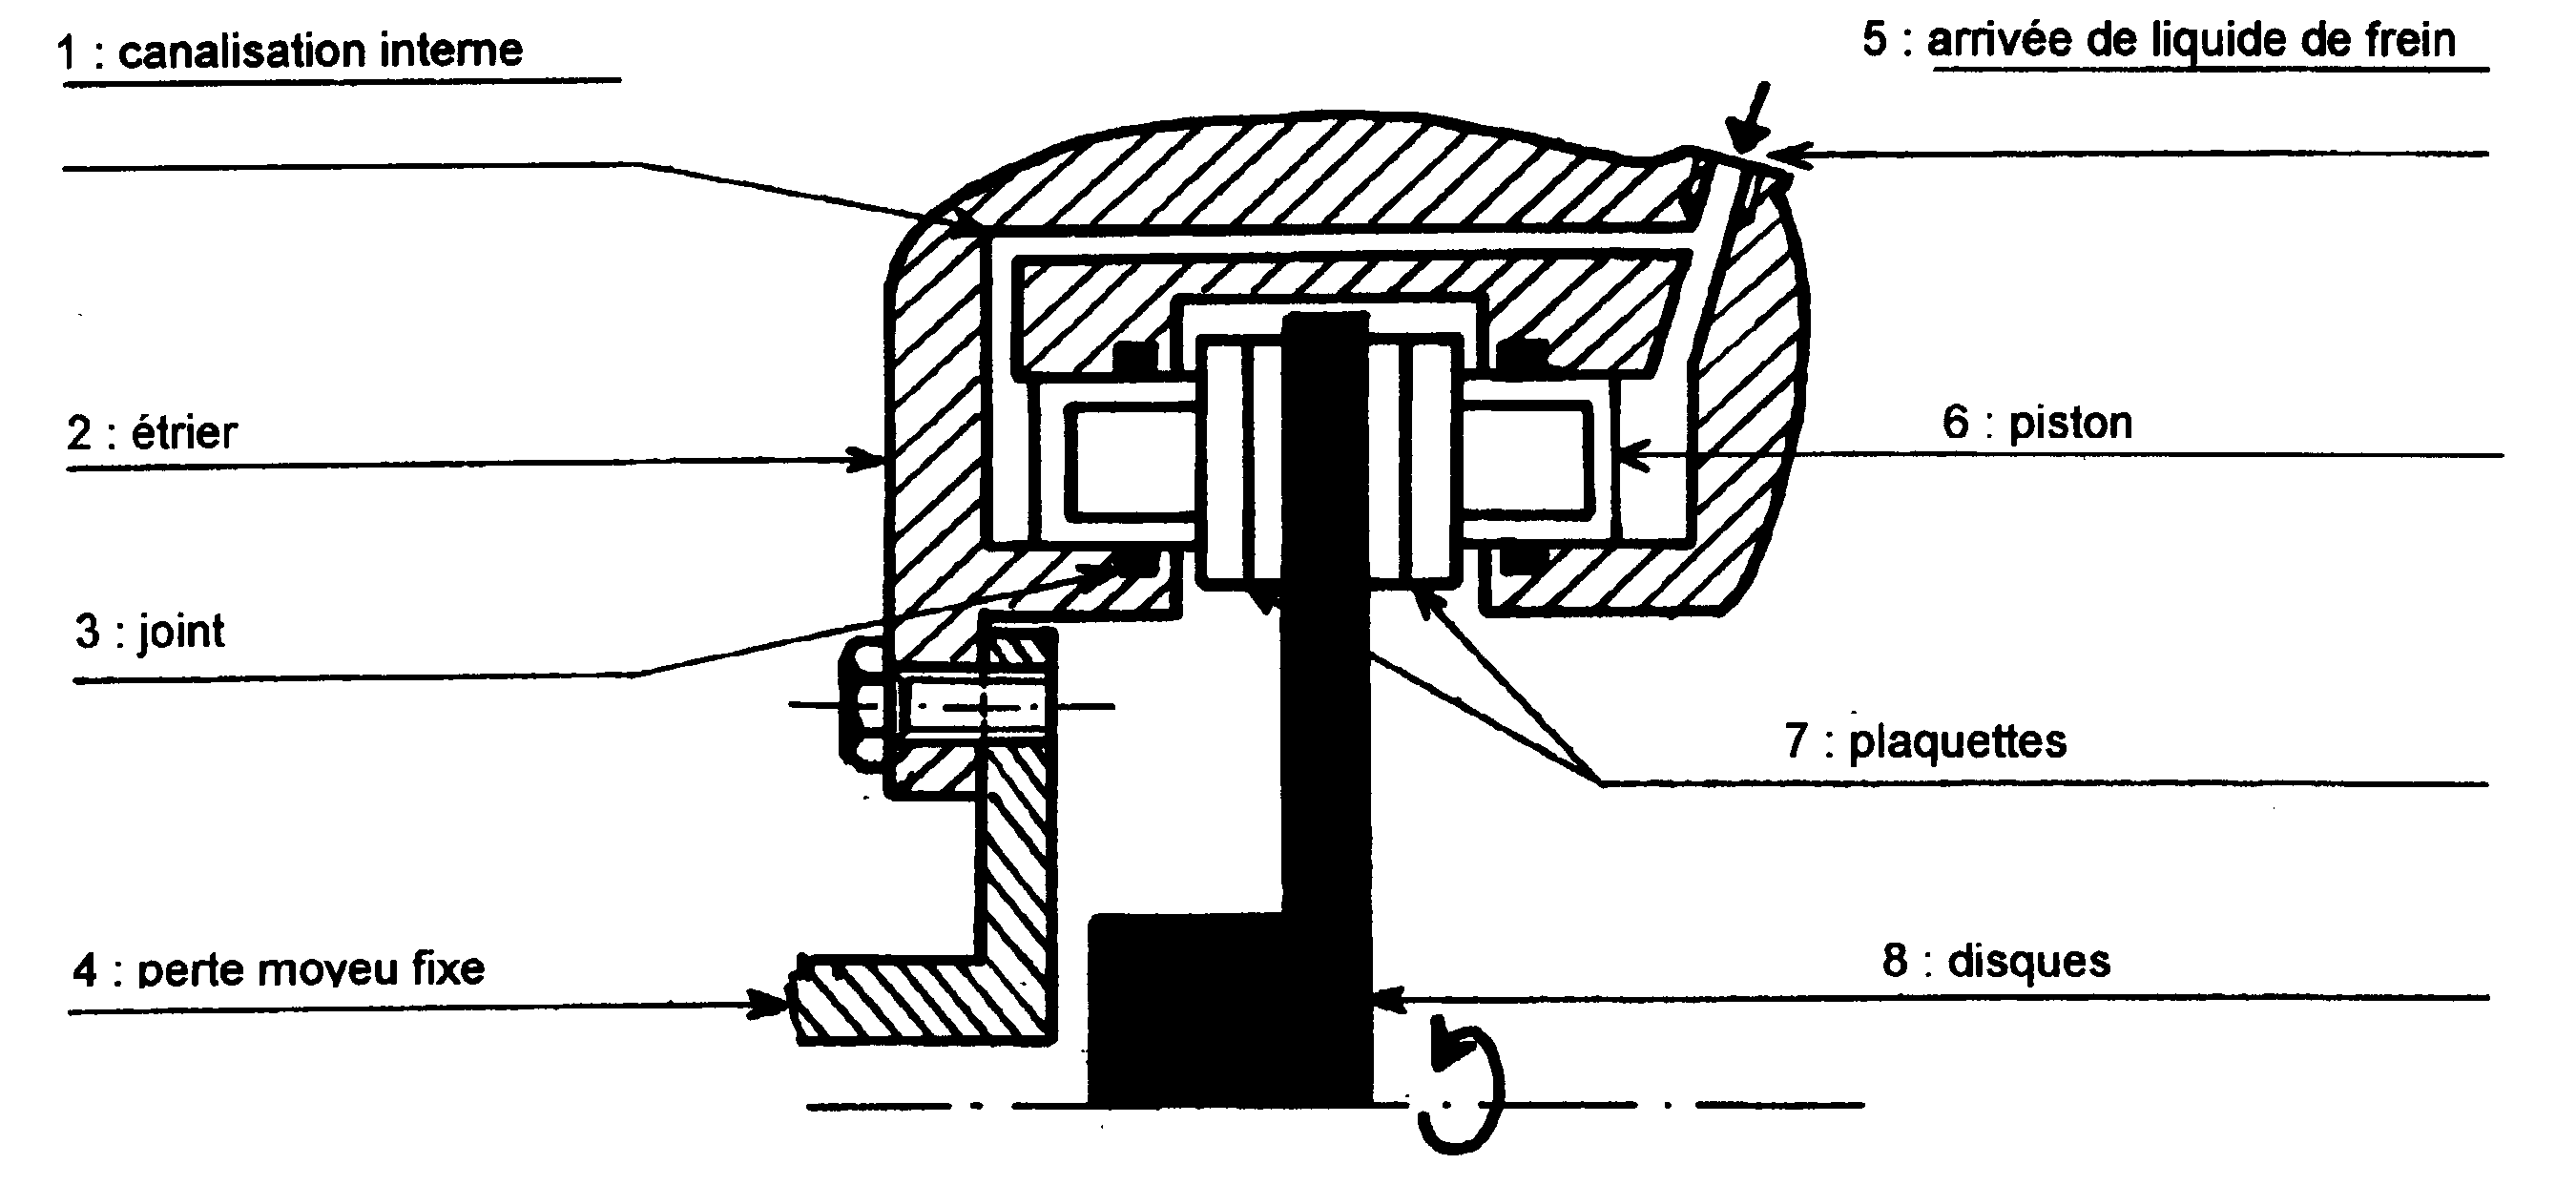 1 : canalisation interne
5 : arrivée de liquide de frein
2 : étrier
6 : piston
3 : joint
7 : plaquettes
4 : perte moyeu fixe
8 : disques